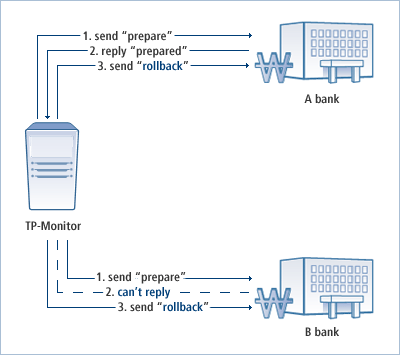 1. send “prepare”
2. reply “prepared”
3. send “rollback”
A bank
TP-Monitor
1. send “prepare”
2. can’t reply
3. send “rollback”
B bank